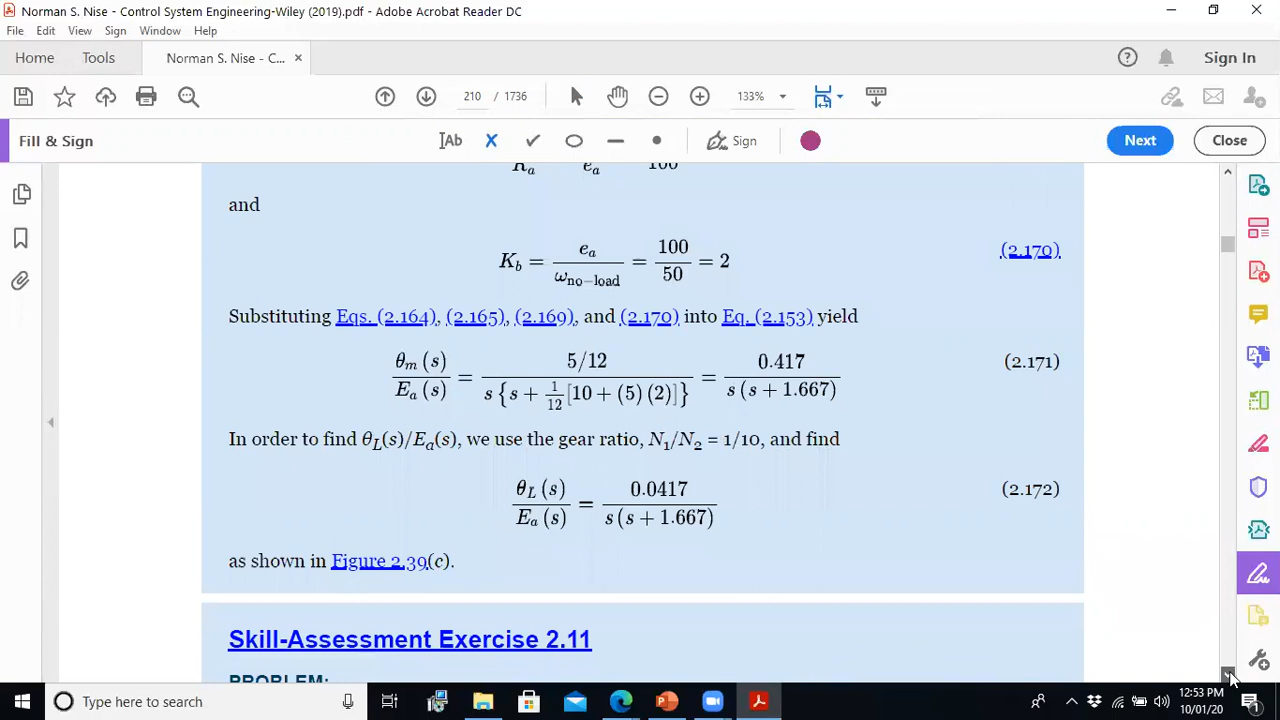 Norman S. Nise - Control System Engineering-Wiley (2019).pdf - Adobe Acrobat Reader DC
File Edit View Sign Window Help
Home Tools Norman S. Nise - C... × Sign In
210 / 1736 133%
Fill & Sign Ab Sign Next Close
R_a e_a 100
and
K_b = e_a / ω_no−load = 100 / 50 = 2 (2.170)
Substituting Eqs. (2.164), (2.165), (2.169), and (2.170) into Eq. (2.153) yield
θ_m (s) / E_a (s) = 5/12 / s {s + 1/12 [10 + (5) (2)]} = 0.417 / s (s + 1.667) (2.171)
In order to find θ_L(s)/E_a(s), we use the gear ratio, N_1/N_2 = 1/10, and find
θ_L (s) / E_a (s) = 0.0417 / s (s + 1.667) (2.172)
as shown in Figure 2.39(c).
Skill-Assessment Exercise 2.11
PROBLEM:
Type here to search
12:53 PM
10/01/20